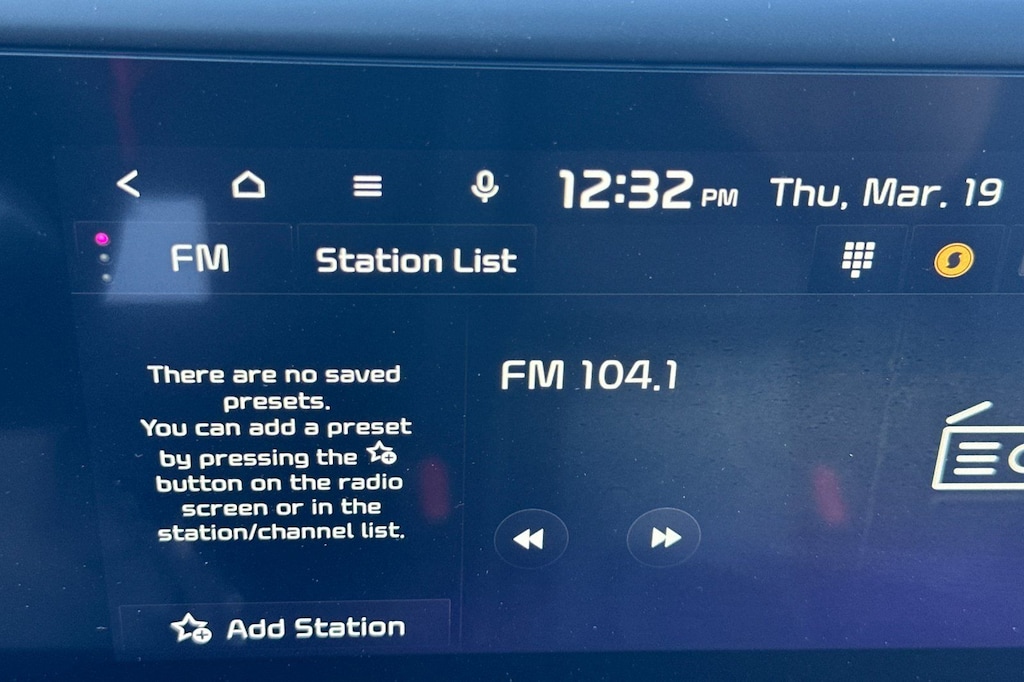 12:32 PM Thu, Mar. 19
FM Station List
There are no saved
presets.
You can add a preset
by pressing the
button on the radio
screen or in the
station/channel list.
FM 104.1
Add Station